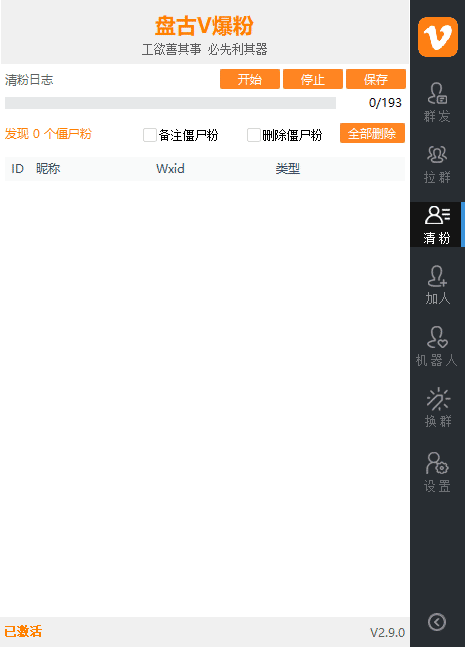 盘古V爆粉
工欲善其事 必先利其器
清粉日志 开始 停止 保存
0/193
发现 0 个僵尸粉 备注僵尸粉 删除僵尸粉 全部删除
ID 昵称 Wxid 类型
群发
拉群
清粉
加人
机器人
换群
设置
已激活 V2.9.0